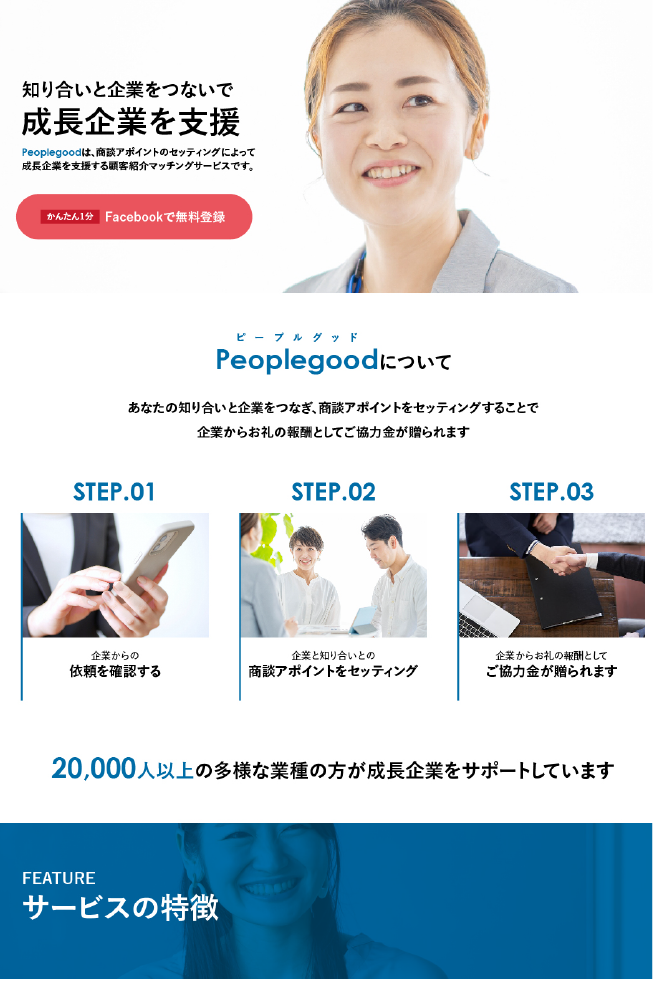 知り合いと企業をつないで
成長企業を支援
Peoplegoodは、商談アポイントのセッティングによって
成長企業を支援する顧客紹介マッチングサービスです。
かんたん1分 Facebookで無料登録
ピープルグッド
Peoplegoodについて
あなたの知り合いと企業をつなぎ、商談アポイントをセッティングすることで
企業からお礼の報酬としてご協力金が贈られます
STEP.01
企業からの
依頼を確認する
STEP.02
企業と知り合いとの
商談アポイントをセッティング
STEP.03
企業からお礼の報酬として
ご協力金が贈られます
20,000人以上の多様な業種の方が成長企業をサポートしています
FEATURE
サービスの特徴